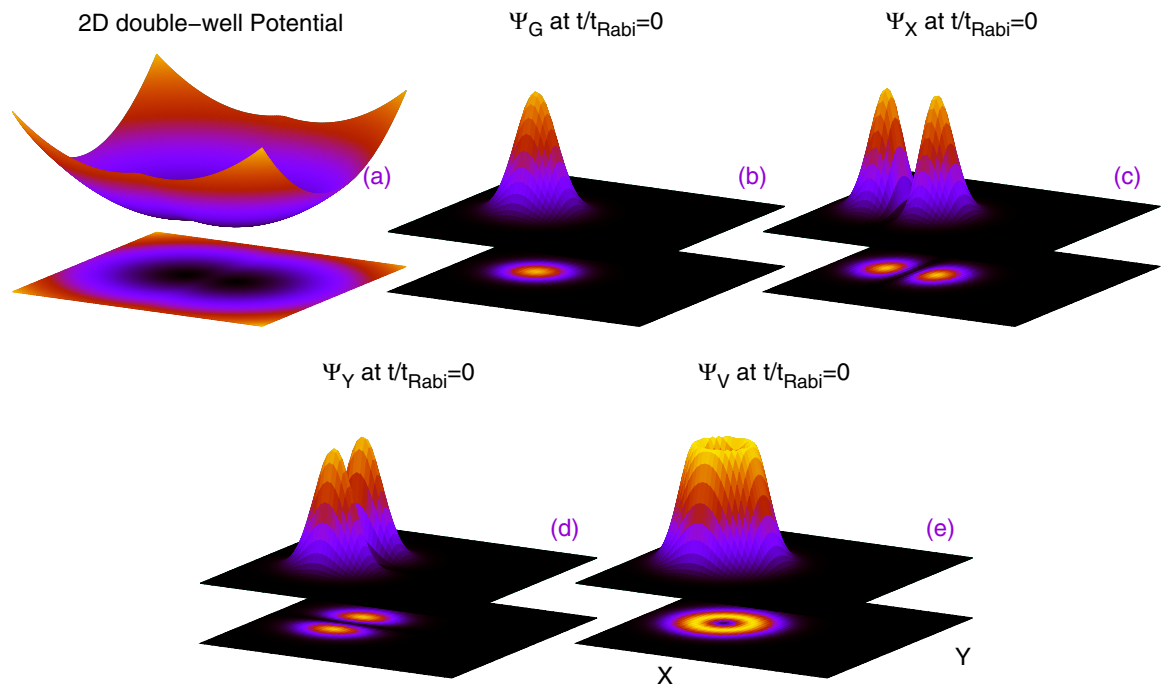 2D double−well Potential
Ψ_G at t/t_Rabi=0
Ψ_X at t/t_Rabi=0
(a)
(b)
(c)
Ψ_Y at t/t_Rabi=0
Ψ_V at t/t_Rabi=0
(d)
(e)
X
Y